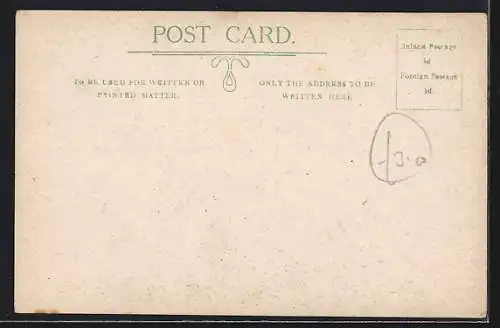 POST CARD.
TO BE USED FOR WRITTEN OR
PRINTED MATTER.
ONLY THE ADDRESS TO BE
WRITTEN HERE
Inland Postage
½d
Foreign Postage
1d.